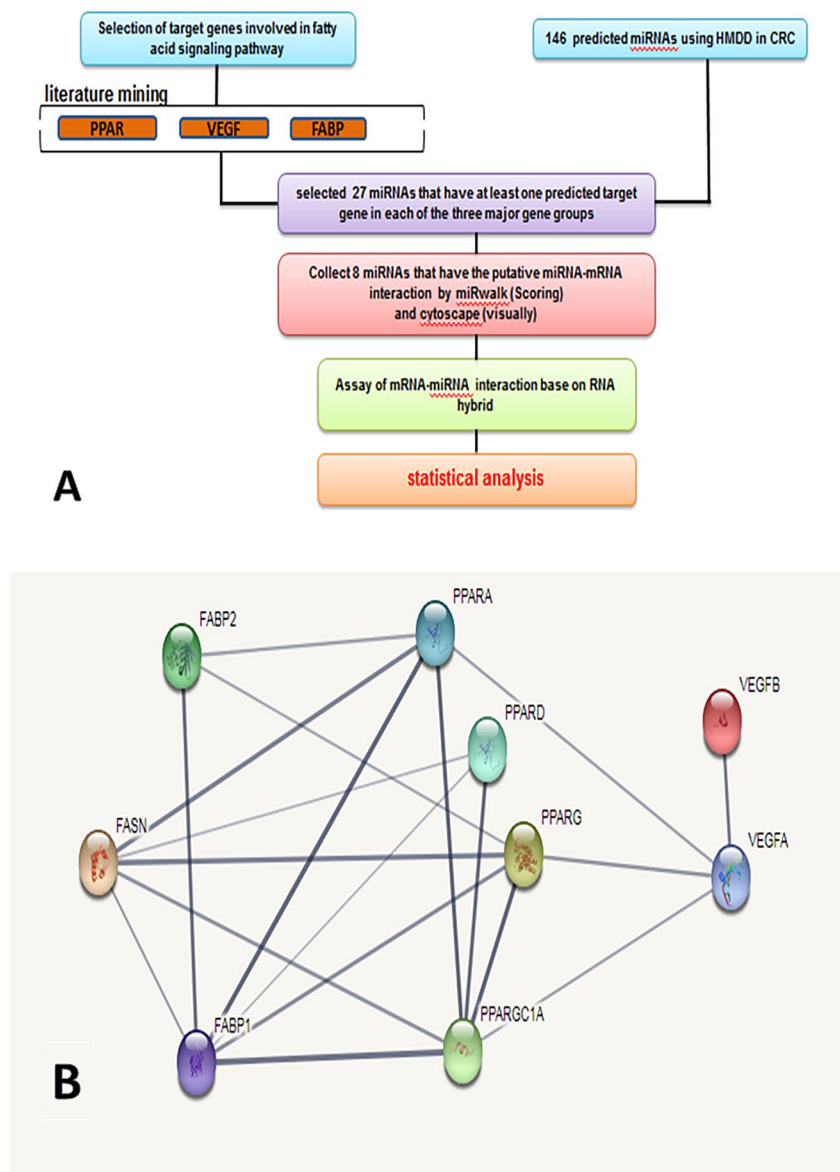 Selection of target genes involved in fatty
acid signaling pathway
146 predicted miRNAs using HMDD in CRC
literature mining
PPAR
VEGF
FABP
selected 27 miRNAs that have at least one predicted target
gene in each of the three major gene groups
Collect 8 miRNAs that have the putative miRNA-mRNA
interaction by miRwalk (Scoring)
and cytoscape (visually)
Assay of mRNA-miRNA interaction base on RNA
hybrid
statistical analysis
A
FABP2
PPARA
VEGFB
PPARD
FASN
PPARG
VEGFA
FABP1
PPARGC1A
B